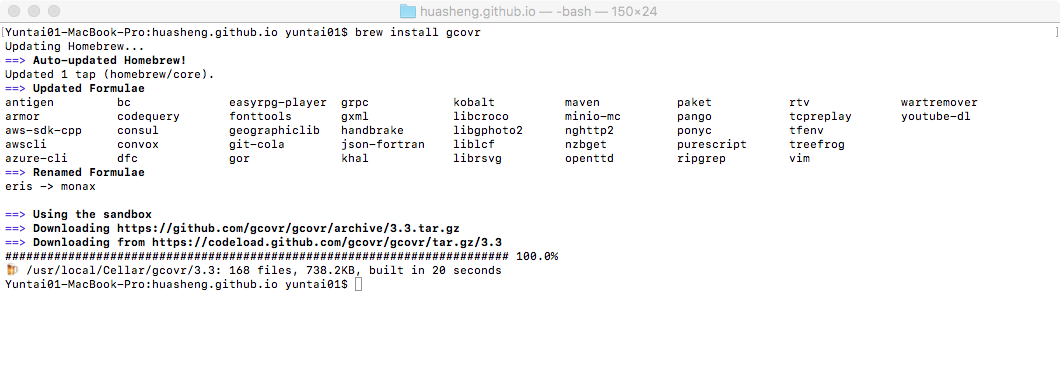 huasheng.github.io — -bash — 150×24
[Yuntai01-MacBook-Pro:huasheng.github.io yuntai01$ brew install gcovr ]
Updating Homebrew...
==> Auto-updated Homebrew!
Updated 1 tap (homebrew/core).
==> Updated Formulae
antigen bc easyrpg-player grpc kobalt maven paket rtv wartremover
armor codequery fonttools gxml libcroco minio-mc pango tcpreplay youtube-dl
aws-sdk-cpp consul geographiclib handbrake libgphoto2 nghttp2 ponyc tfenv
awscli convox git-cola json-fortran liblcf nzbget purescript treefrog
azure-cli dfc gor khal librsvg openttd ripgrep vim
==> Renamed Formulae
eris -> monax
==> Using the sandbox
==> Downloading https://github.com/gcovr/gcovr/archive/3.3.tar.gz
==> Downloading from https://codeload.github.com/gcovr/gcovr/tar.gz/3.3
######################################################################## 100.0%
🍺 /usr/local/Cellar/gcovr/3.3: 168 files, 738.2KB, built in 20 seconds
Yuntai01-MacBook-Pro:huasheng.github.io yuntai01$